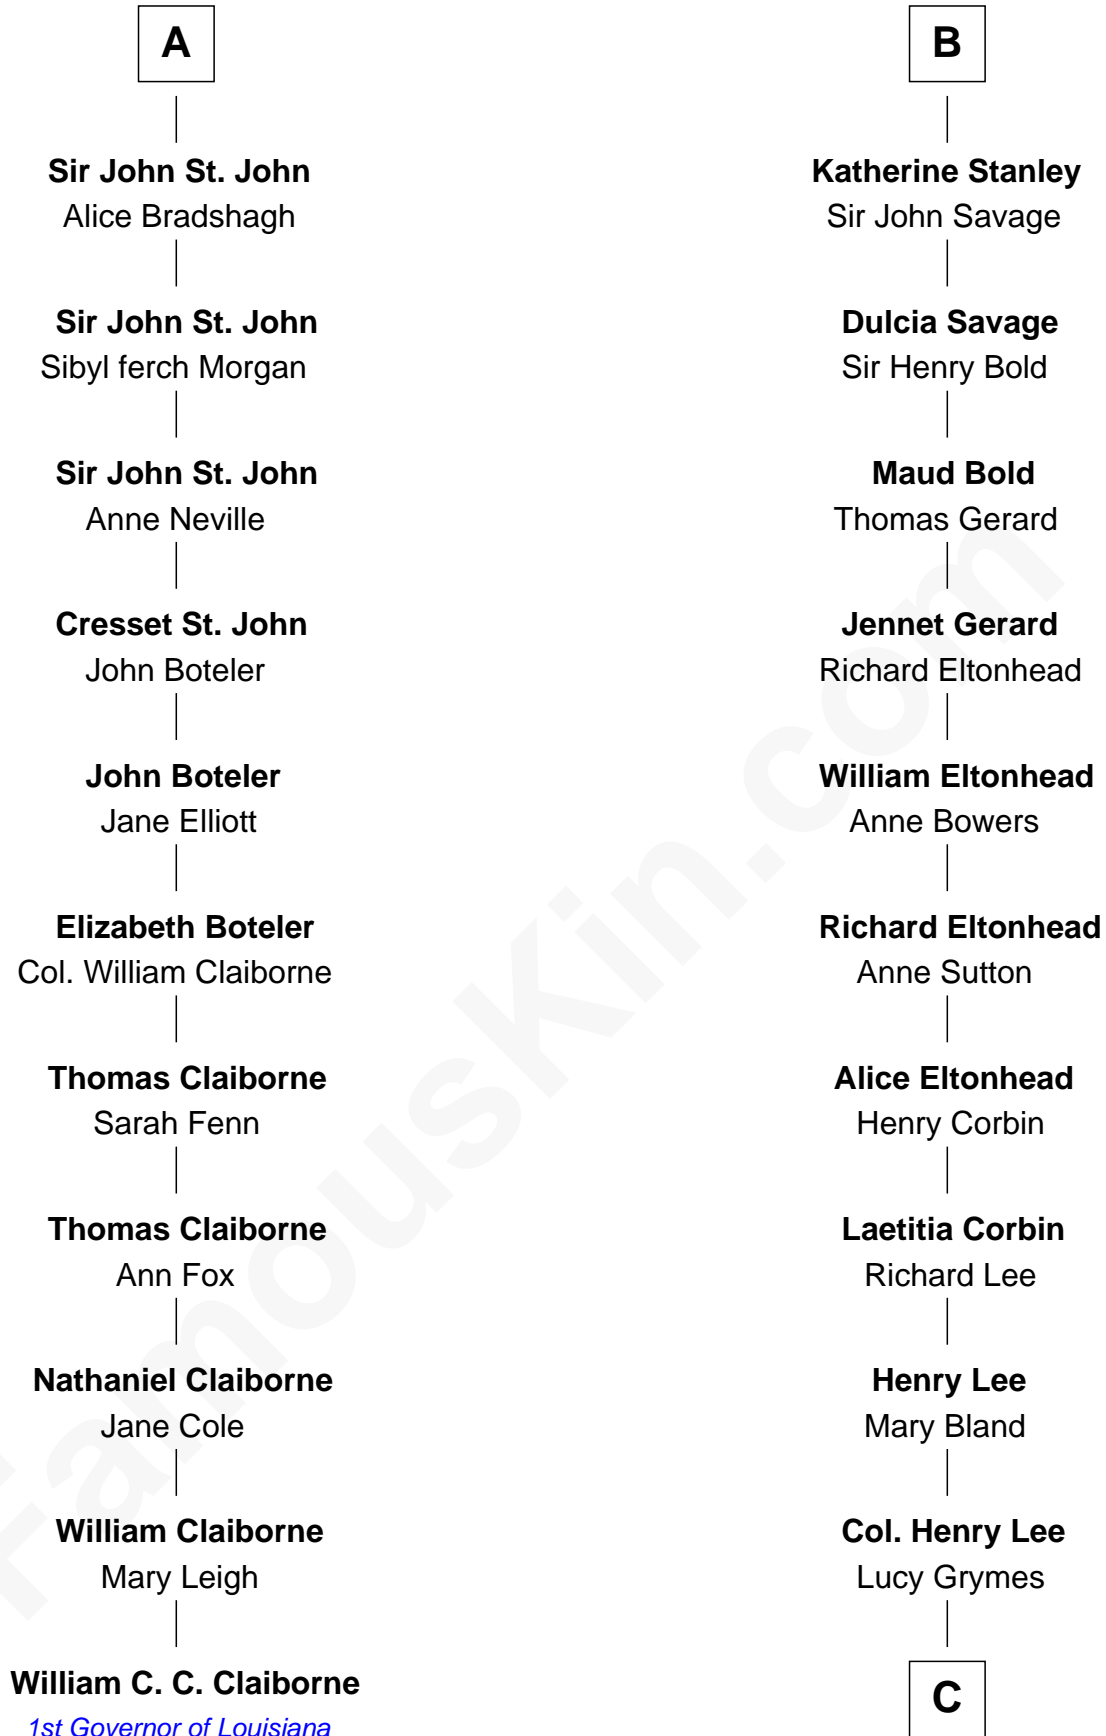 A
Sir John St. John
Alice Bradshagh
Sir John St. John
Sibyl ferch Morgan
Sir John St. John
Anne Neville
Cresset St. John
John Boteler
John Boteler
Jane Elliott
Elizabeth Boteler
Col. William Claiborne
Thomas Claiborne
Sarah Fenn
Thomas Claiborne
Ann Fox
Nathaniel Claiborne
Jane Cole
William Claiborne
Mary Leigh
William C. C. Claiborne
1st Governor of Louisiana
B
Katherine Stanley
Sir John Savage
Dulcia Savage
Sir Henry Bold
Maud Bold
Thomas Gerard
Jennet Gerard
Richard Eltonhead
William Eltonhead
Anne Bowers
Richard Eltonhead
Anne Sutton
Alice Eltonhead
Henry Corbin
Laetitia Corbin
Richard Lee
Henry Lee
Mary Bland
Col. Henry Lee
Lucy Grymes
C
FamousKin.com